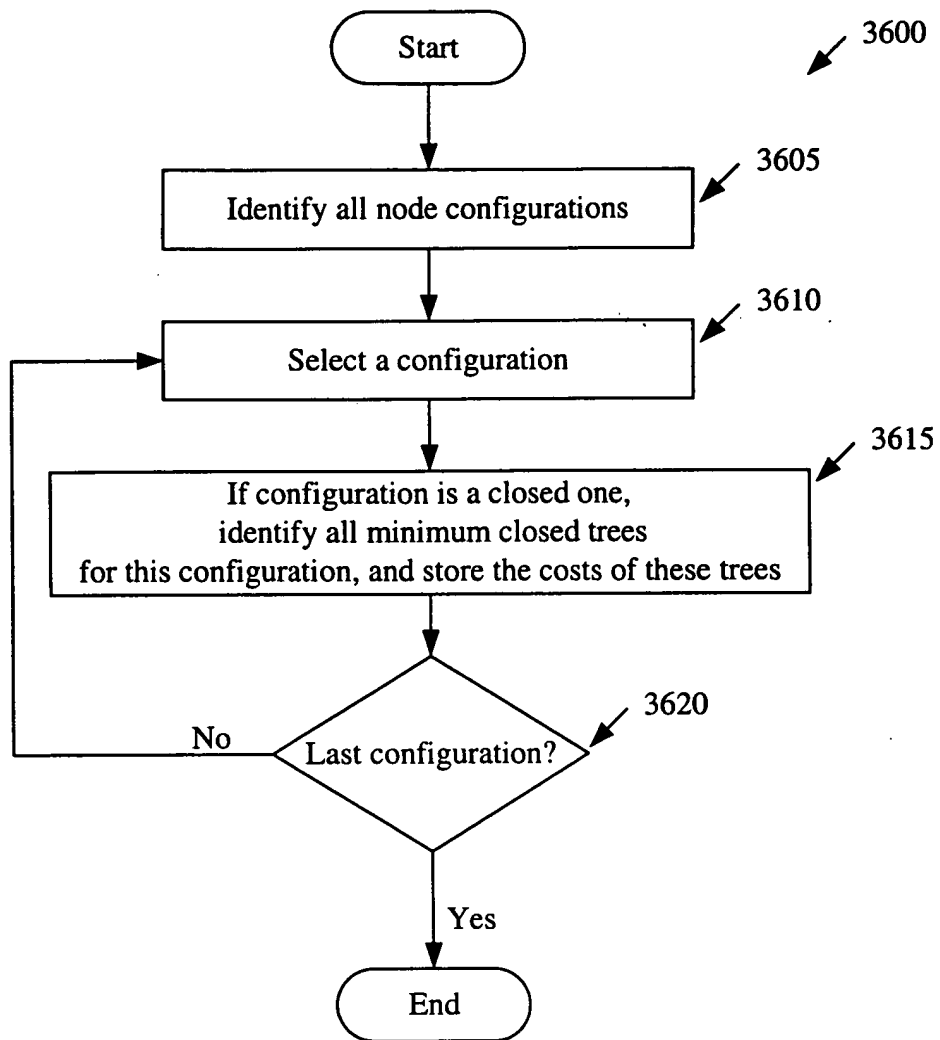 Start
3600
3605
Identify all node configurations
3610
Select a configuration
3615
If configuration is a closed one,
identify all minimum closed trees
for this configuration, and store the costs of these trees
3620
No
Last configuration?
Yes
End